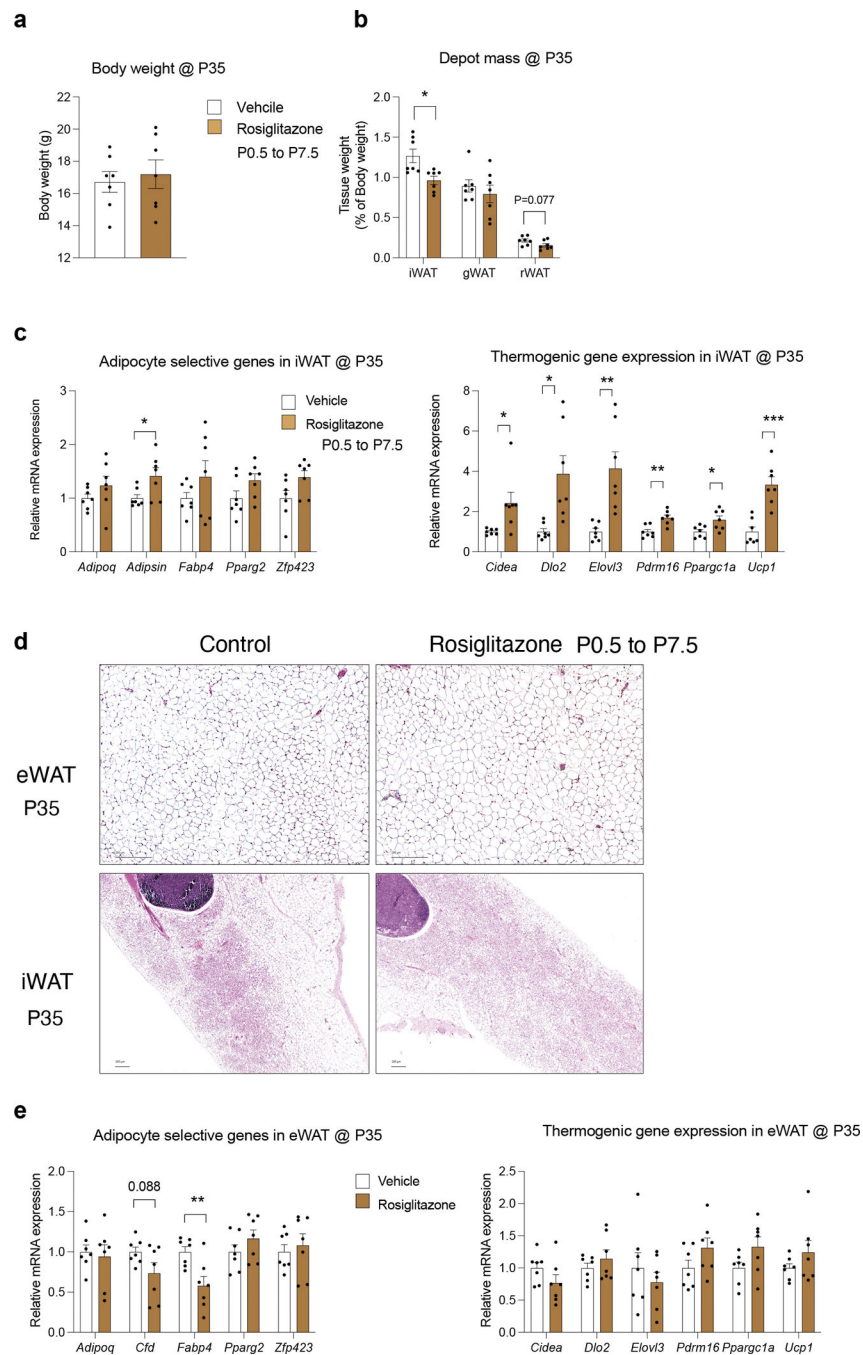 a
Body weight @ P35
Body weight (g)
22
20
18
16
14
12
Vehcile
Rosiglitazone
P0.5 to P7.5
b
Depot mass @ P35
Tissue weight
(% of Body weight)
2.0
1.5
1.0
0.5
0.0
*
P=0.077
iWAT gWAT rWAT
c
Adipocyte selective genes in iWAT @ P35
Relative mRNA expression
3
2
1
0
*
Vehicle
Rosiglitazone
P0.5 to P7.5
Adipoq Adipsin Fabp4 Pparg2 Zfp423
Thermogenic gene expression in iWAT @ P35
Relative mRNA expression
8
6
4
2
0
* * ** ** * ***
Cidea Dlo2 Elovl3 Pdrm16 Ppargc1a Ucp1
d
Control Rosiglitazone P0.5 to P7.5
eWAT
P35
iWAT
P35
e
Adipocyte selective genes in eWAT @ P35
Relative mRNA expression
2.0
1.5
1.0
0.5
0.0
0.088
**
Vehicle
Rosiglitazone
Adipoq Cfd Fabp4 Pparg2 Zfp423
Thermogenic gene expression in eWAT @ P35
Relative mRNA expression
2.5
2.0
1.5
1.0
0.5
0.0
Cidea Dlo2 Elovl3 Pdrm16 Ppargc1a Ucp1